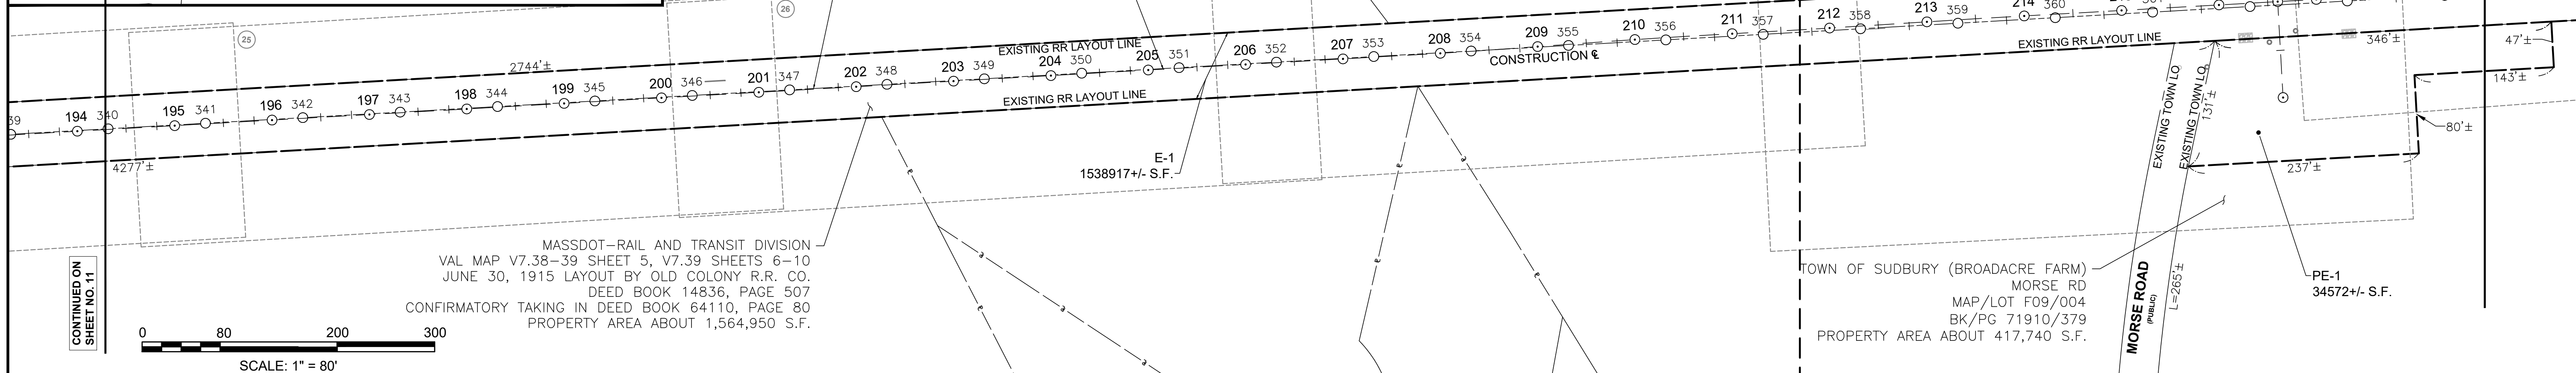 26
25
213 359
214 360
212 358
211 357
210 356
209 355
208 354
207 353
206 352
205 351
204 350
203 349
202 348
201 347
200 346
199 345
198 344
197 343
196 342
195 341
194 340
39
2744'±
EXISTING RR LAYOUT LINE
CONSTRUCTION ℄
EXISTING RR LAYOUT LINE
EXISTING RR LAYOUT LINE
346'±
47'±
143'±
80'±
237'±
131'±
EXISTING TOWN LO
EXISTING TOWN LO
4277'±
E-1
1538917+/- S.F.
CONTINUED ON
SHEET NO. 11
MASSDOT-RAIL AND TRANSIT DIVISION
VAL MAP V7.38-39 SHEET 5, V7.39 SHEETS 6-10
JUNE 30, 1915 LAYOUT BY OLD COLONY R.R. CO.
DEED BOOK 14836, PAGE 507
CONFIRMATORY TAKING IN DEED BOOK 64110, PAGE 80
PROPERTY AREA ABOUT 1,564,950 S.F.
TOWN OF SUDBURY (BROADACRE FARM)
MORSE RD
MAP/LOT F09/004
BK/PG 71910/379
PROPERTY AREA ABOUT 417,740 S.F.
MORSE ROAD
(PUBLIC)
L=265'±
PE-1
34572+/- S.F.
0 80 200 300
SCALE: 1" = 80'